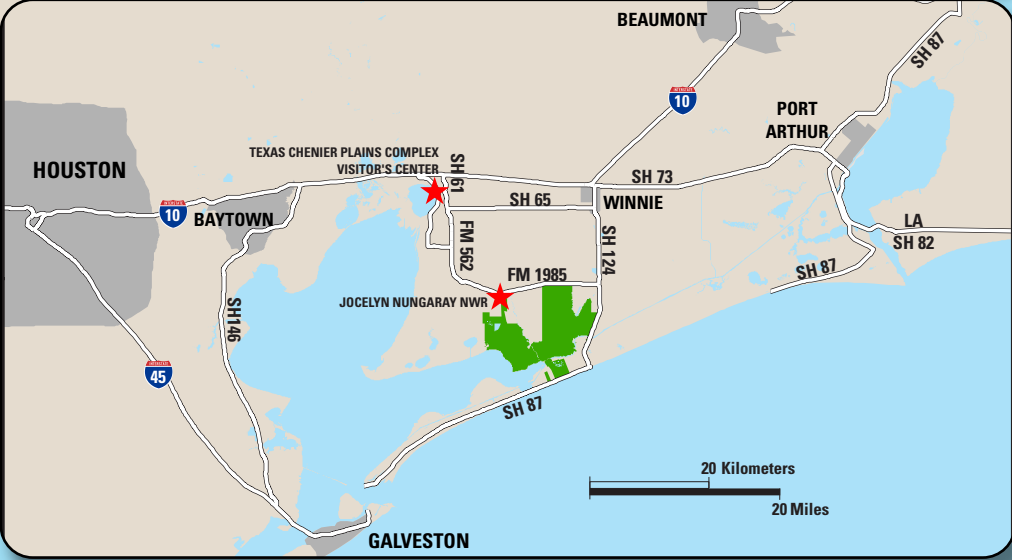 BEAUMONT
SH 87
10
PORT
ARTHUR
TEXAS CHENIER PLAINS COMPLEX
VISITOR'S CENTER
SH 61
HOUSTON
SH 73
SH 65
WINNIE
10
BAYTOWN
LA
SH 82
FM 562
SH 124
FM 1985
SH 87
JOCELYN NUNGARAY NWR
SH146
45
SH 87
20 Kilometers
20 Miles
GALVESTON